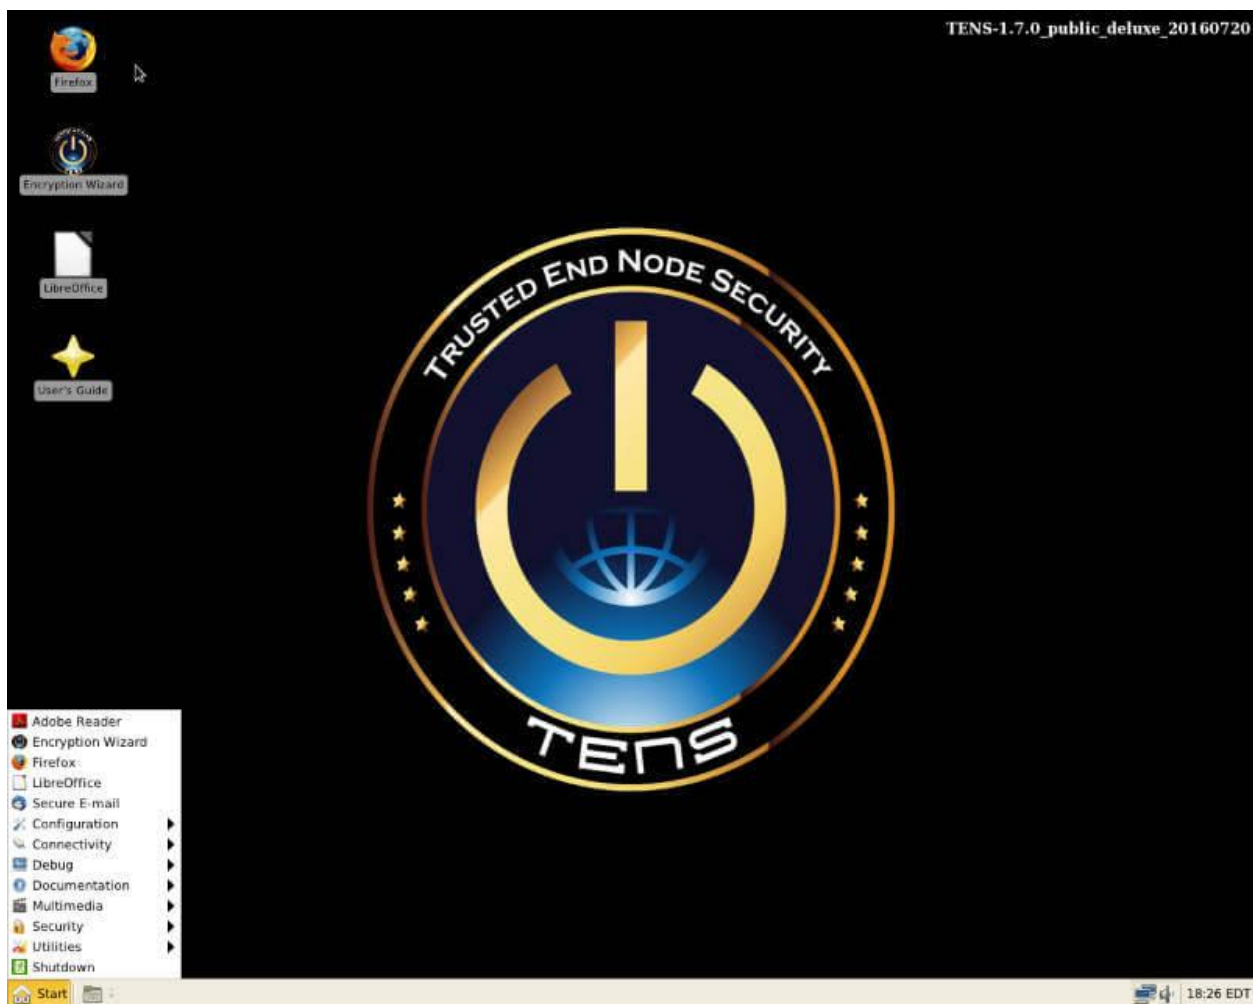 TENS-1.7.0_public_deluxe_20160720
Firefox
Encryption Wizard
LibreOffice
User's Guide
TRUSTED END NODE SECURITY
TENS
Adobe Reader
Encryption Wizard
Firefox
LibreOffice
Secure E-mail
Configuration
Connectivity
Debug
Documentation
Multimedia
Security
Utilities
Shutdown
Start
18:26 EDT